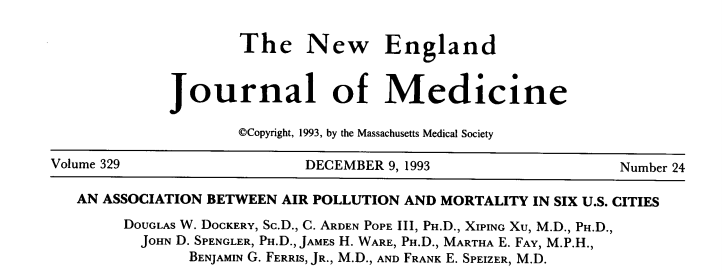 The New England
Journal of Medicine
©Copyright, 1993, by the Massachusetts Medical Society
Volume 329 DECEMBER 9, 1993 Number 24
AN ASSOCIATION BETWEEN AIR POLLUTION AND MORTALITY IN SIX U.S. CITIES
DOUGLAS W. DOCKERY, SC.D., C. ARDEN POPE III, PH.D., XIPING XU, M.D., PH.D.,
JOHN D. SPENGLER, PH.D., JAMES H. WARE, PH.D., MARTHA E. FAY, M.P.H.,
BENJAMIN G. FERRIS, JR., M.D., AND FRANK E. SPEIZER, M.D.